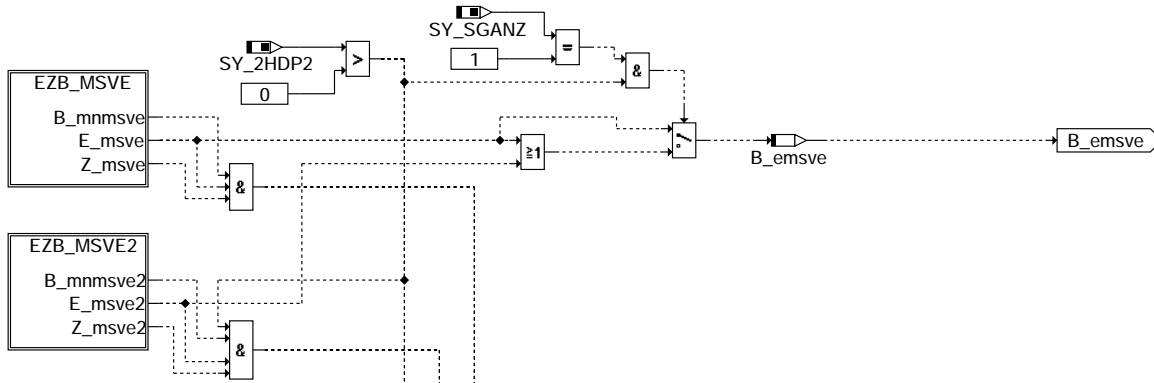 SY_SGANZ
1
=
&
SY_2HDP2
0
>
EZB_MSVE
B_mnmsve
E_msve
Z_msve
&
≥1
B_emsve
B_emsve
EZB_MSVE2
B_mnmsve2
E_msve2
Z_msve2
&